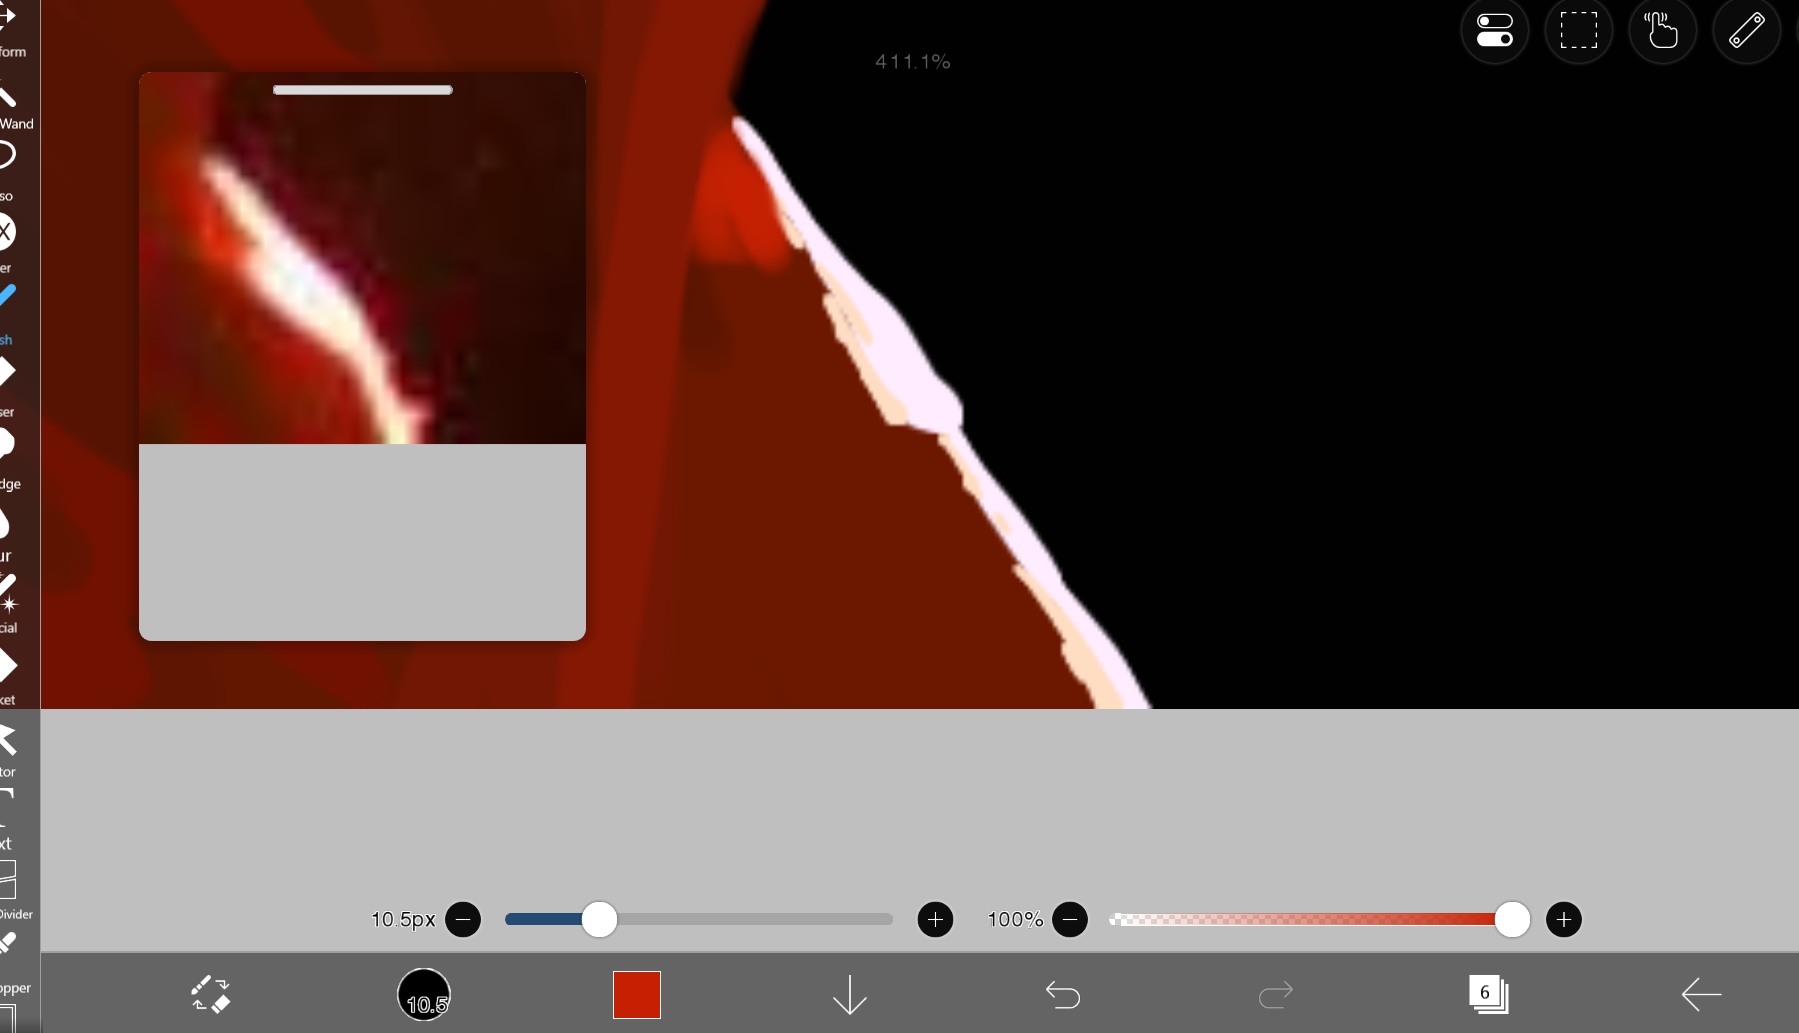 form
Wand
so
er
sh
ser
dge
ur
cial
ket
tor
xt
Divider
opper
411.1%
10.5px
100%
10.5
6